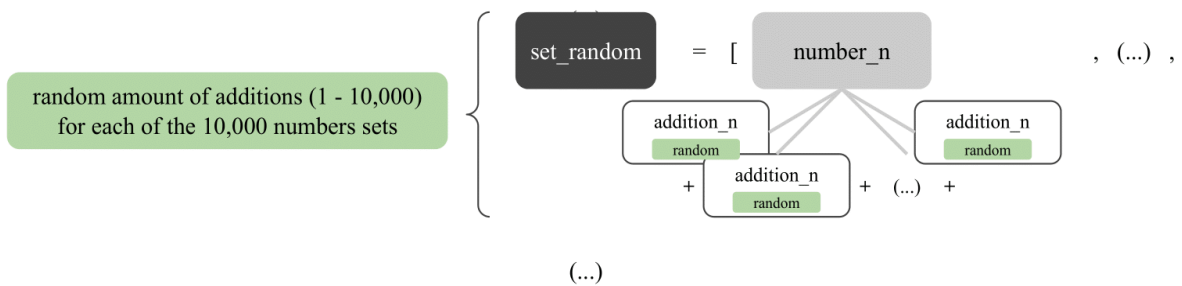 random amount of additions (1 - 10,000)
for each of the 10,000 numbers sets
set_random = [ number_n , (...) ,
addition_n
random
addition_n
random
addition_n
random
+ + (...) +
(...)